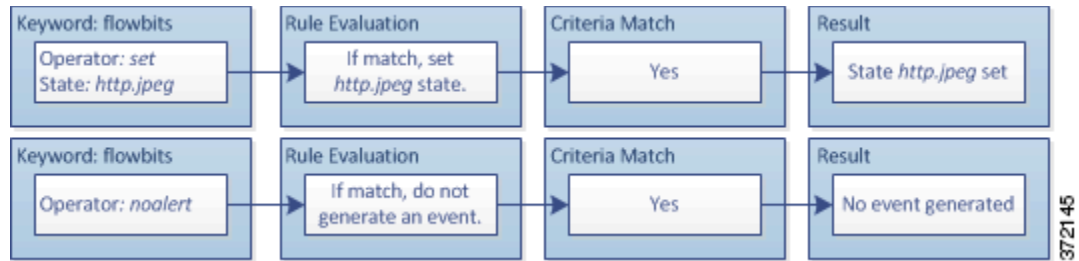 Keyword: flowbits
Operator: set
State: http.jpeg
Rule Evaluation
If match, set
http.jpeg state.
Criteria Match
Yes
Result
State http.jpeg set
Keyword: flowbits
Operator: noalert
Rule Evaluation
If match, do not
generate an event.
Criteria Match
Yes
Result
No event generated
372145